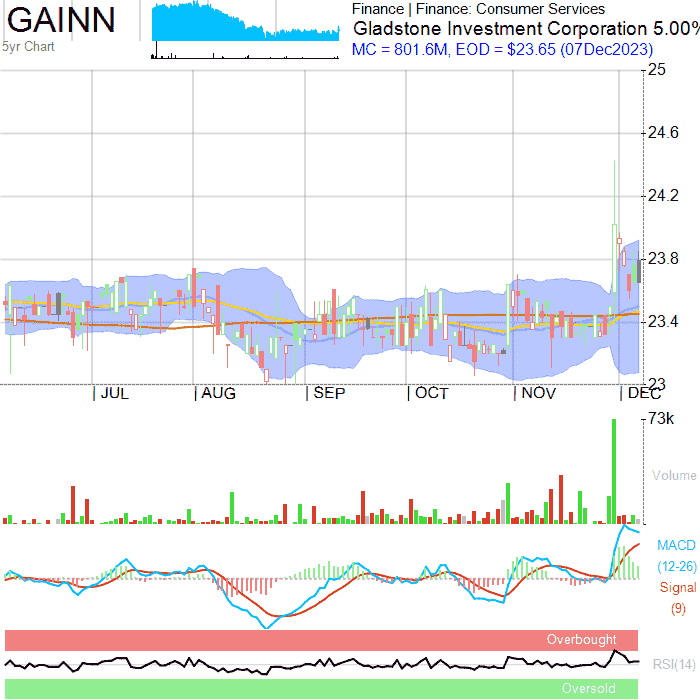 GAINN
5yr Chart
Finance | Finance: Consumer Services
Gladstone Investment Corporation 5.00%
MC = 801.6M, EOD = $23.65 (07Dec2023)
25
24.6
24.2
23.8
23.4
23
JUL AUG SEP OCT NOV DEC
73k
Volume
MACD
(12-26)
Signal
(9)
Overbought
RSI(14)
Oversold